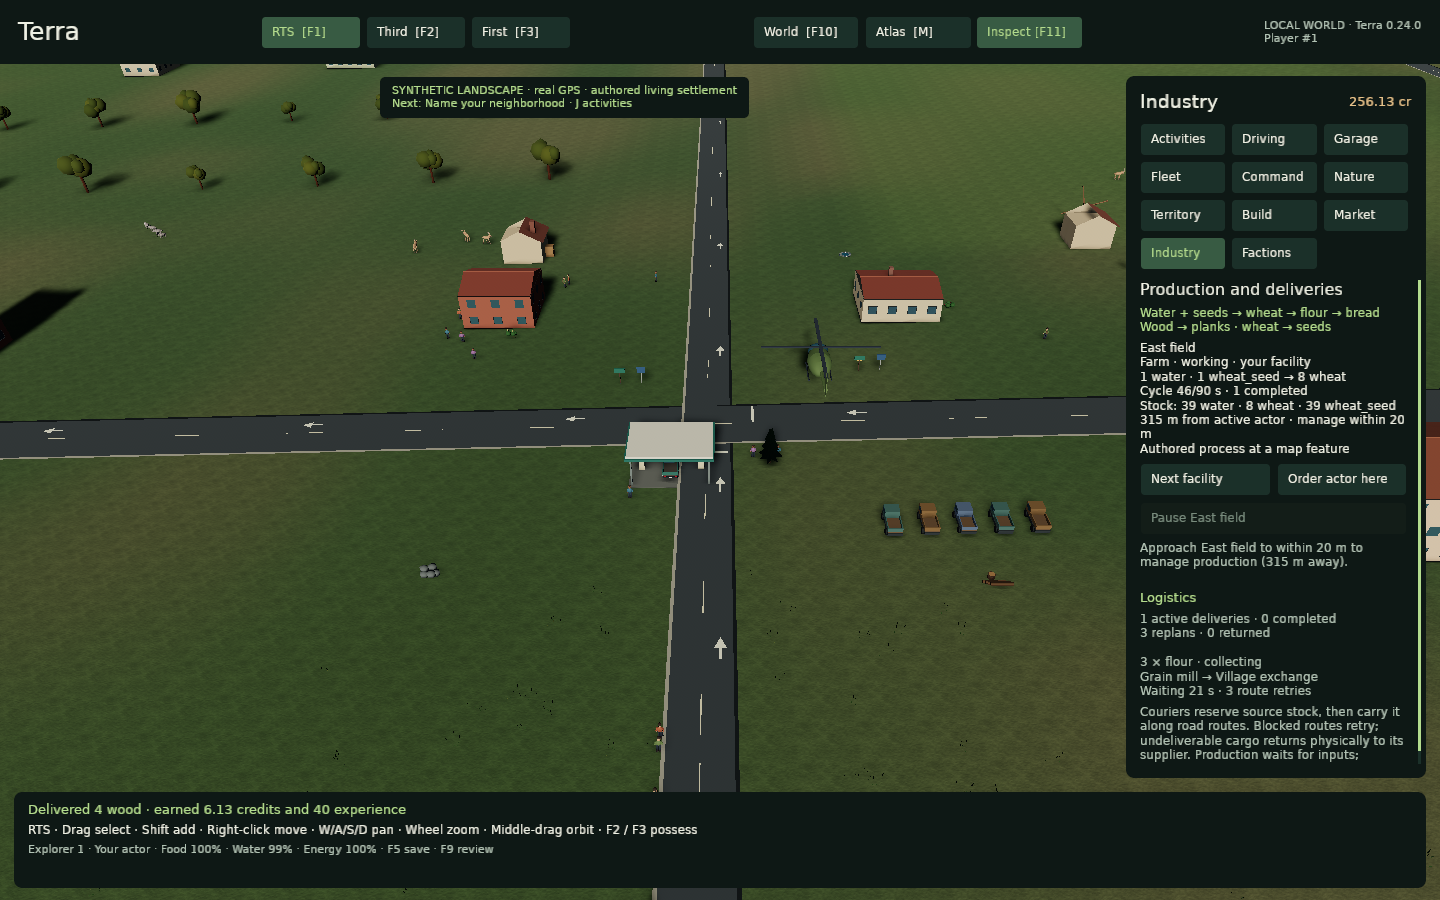 Terra
RTS [F1]
Third [F2]
First [F3]
World [F10]
Atlas [M]
Inspect [F11]
LOCAL WORLD · Terra 0.24.0
Player #1
SYNTHETIC LANDSCAPE · real GPS · authored living settlement
Next: Name your neighborhood · J activities
Industry
256.13 cr
Activities
Driving
Garage
Fleet
Command
Nature
Territory
Build
Market
Industry
Factions
Production and deliveries
Water + seeds → wheat → flour → bread
Wood → planks · wheat → seeds
East field
Farm · working · your facility
1 water · 1 wheat_seed → 8 wheat
Cycle 46/90 s · 1 completed
Stock: 39 water · 8 wheat · 39 wheat_seed
315 m from active actor · manage within 20
m
Authored process at a map feature
Next facility
Order actor here
Pause East field
Approach East field to within 20 m to
manage production (315 m away).
Logistics
1 active deliveries · 0 completed
3 replans · 0 returned
3 × flour · collecting
Grain mill → Village exchange
Waiting 21 s · 3 route retries
Couriers reserve source stock, then carry it
along road routes. Blocked routes retry;
undeliverable cargo returns physically to its
supplier. Production waits for inputs;
Delivered 4 wood · earned 6.13 credits and 40 experience
RTS · Drag select · Shift add · Right-click move · W/A/S/D pan · Wheel zoom · Middle-drag orbit · F2 / F3 possess
Explorer 1 · Your actor · Food 100% · Water 99% · Energy 100% · F5 save · F9 review